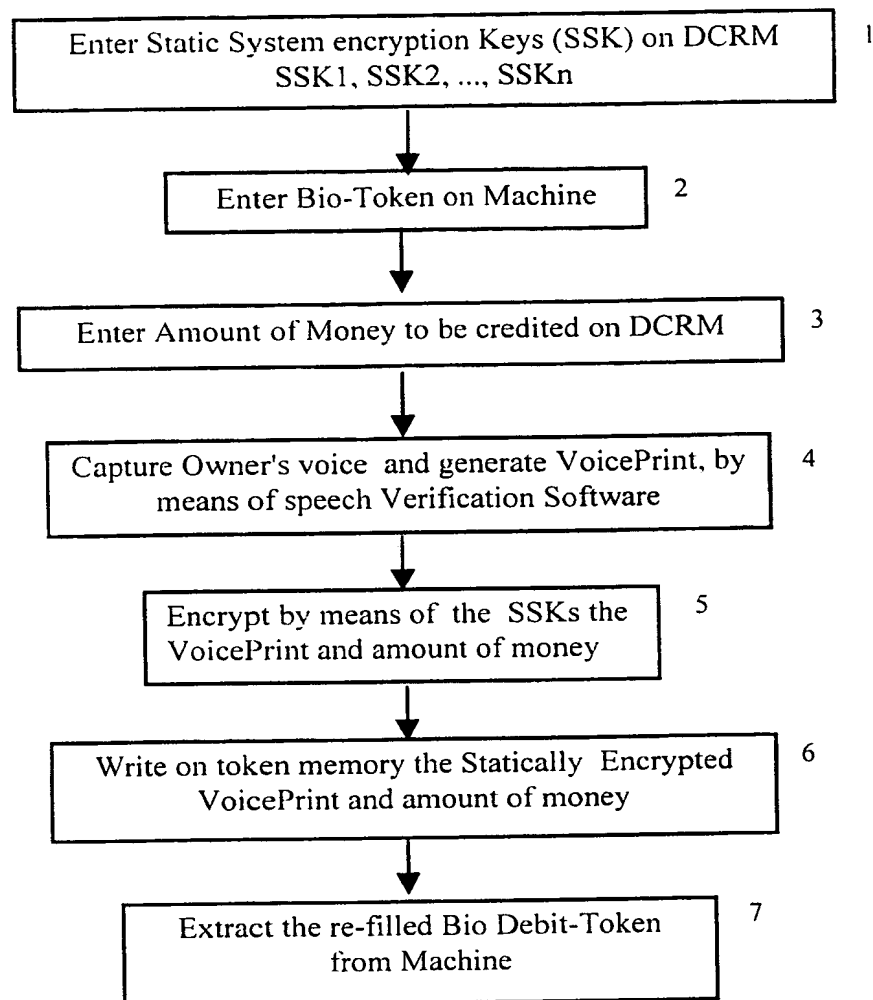 Enter Static System encryption Keys (SSK) on DCRM
SSK1, SSK2, ..., SSKn
1
Enter Bio-Token on Machine
2
Enter Amount of Money to be credited on DCRM
3
Capture Owner's voice and generate VoicePrint, by
means of speech Verification Software
4
Encrypt by means of the SSKs the
VoicePrint and amount of money
5
Write on token memory the Statically Encrypted
VoicePrint and amount of money
6
Extract the re-filled Bio Debit-Token
from Machine
7